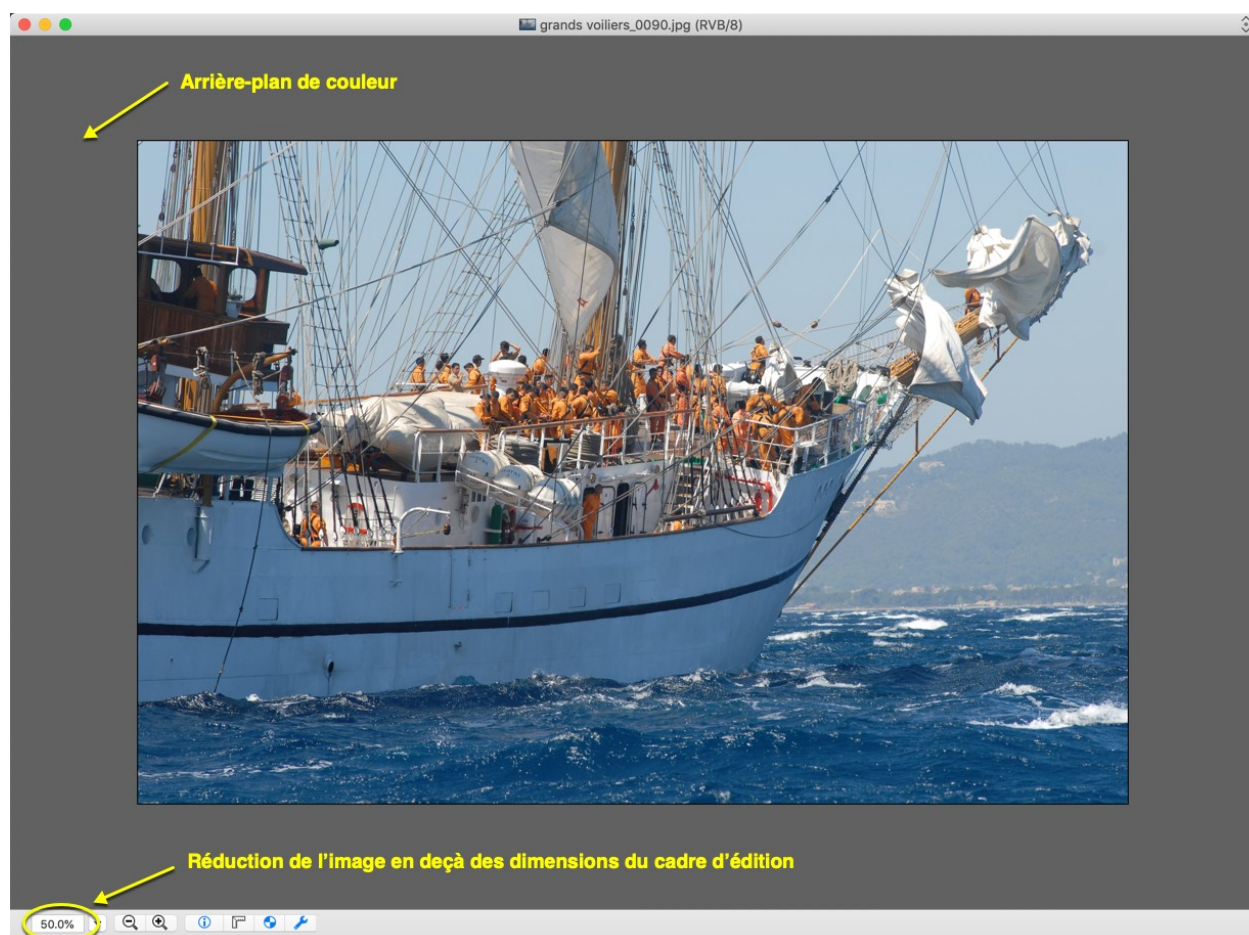 grands voiliers_0090.jpg (RVB/8)
Arrière-plan de couleur
Réduction de l'image en deçà des dimensions du cadre d'édition
50.0%